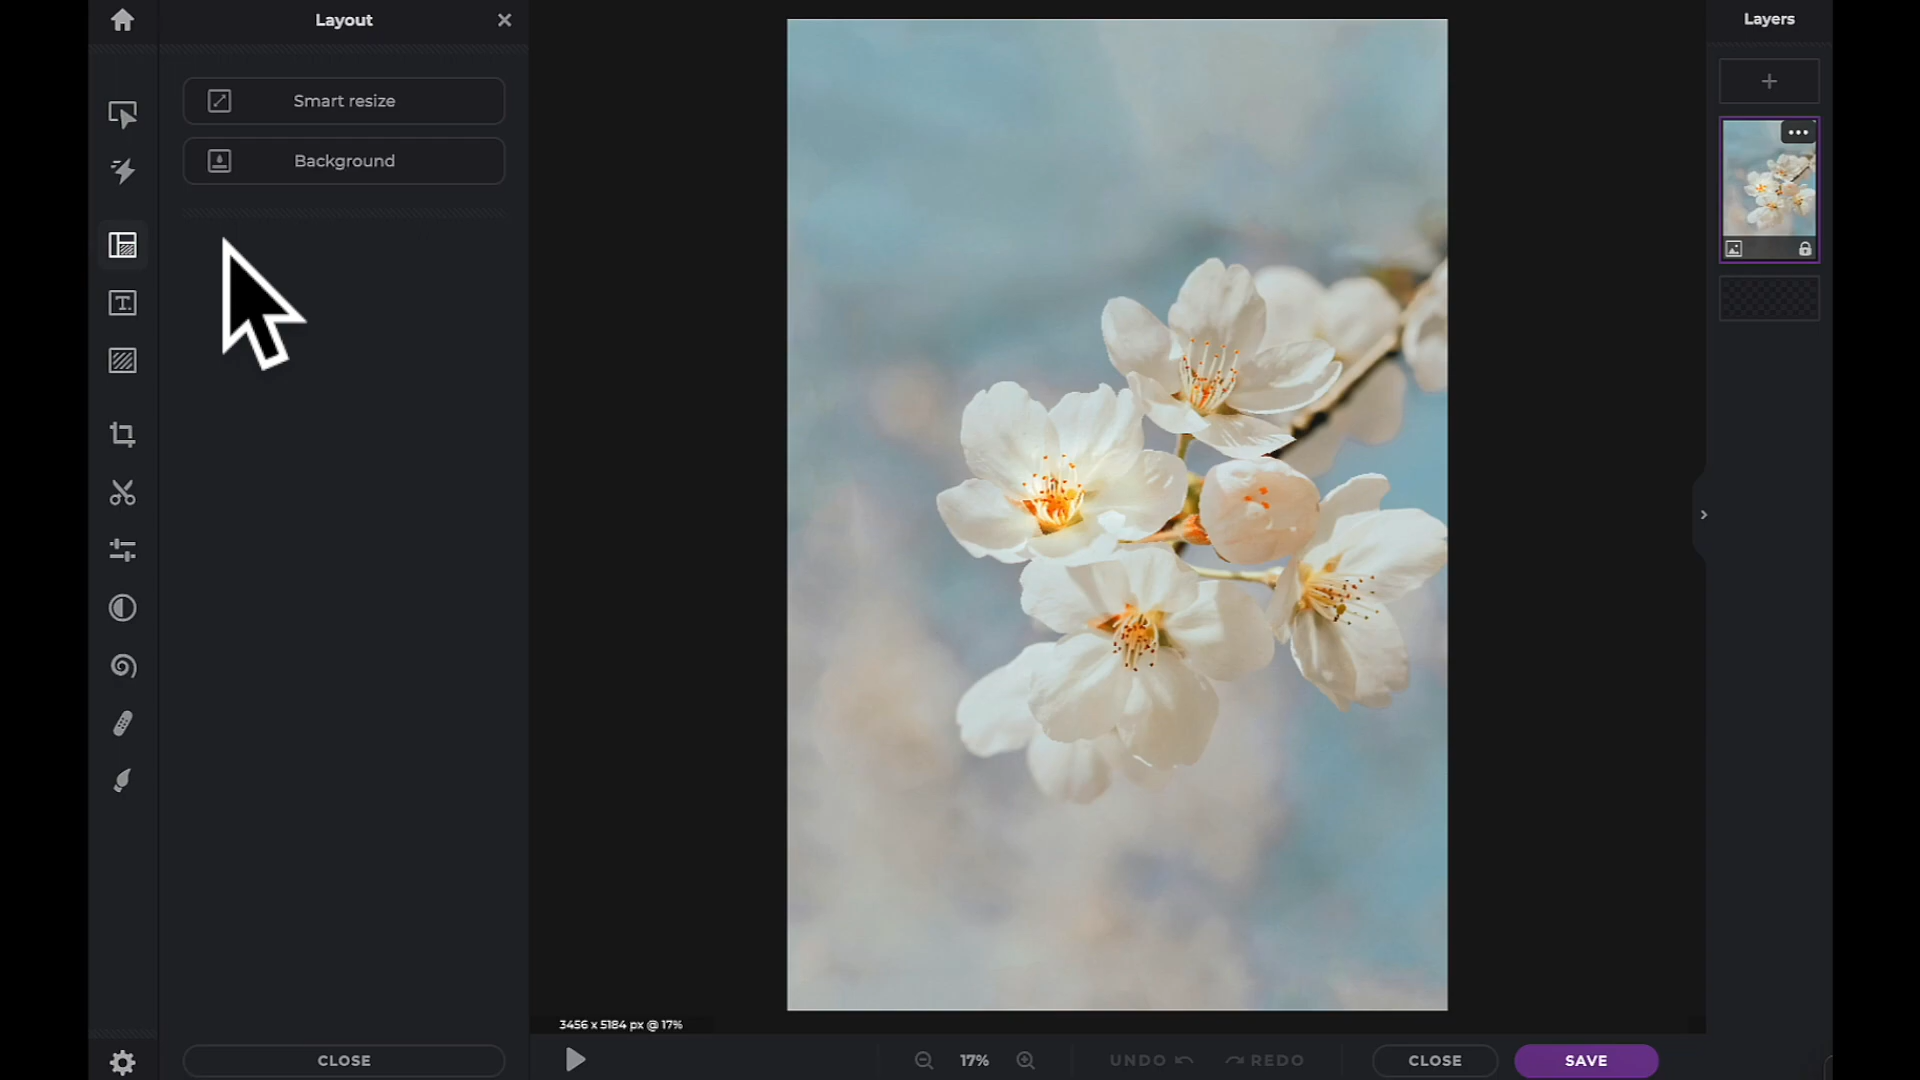 Layout
Smart resize
Background
CLOSE
3456 x 5184 px @ 17%
17%
UNDO
REDO
CLOSE
SAVE
Layers